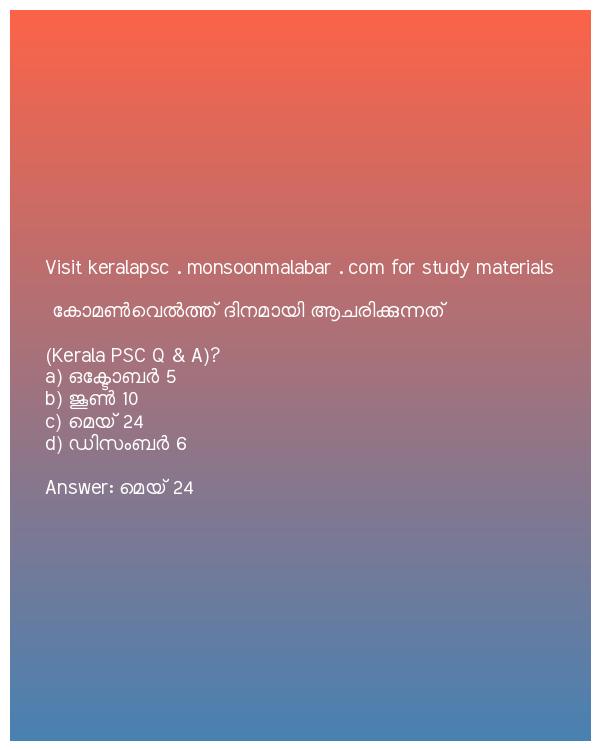 Visit keralapsc . monsoonmalabar . com for study materials
കോമൺവെൽത്ത് ദിനമായി ആചരിക്കുന്നത്
(Kerala PSC Q & A)?
a) ഒക്ടോബർ 5
b) ജൂൺ 10
c) മെയ് 24
d) ഡിസംബർ 6
Answer: മെയ് 24